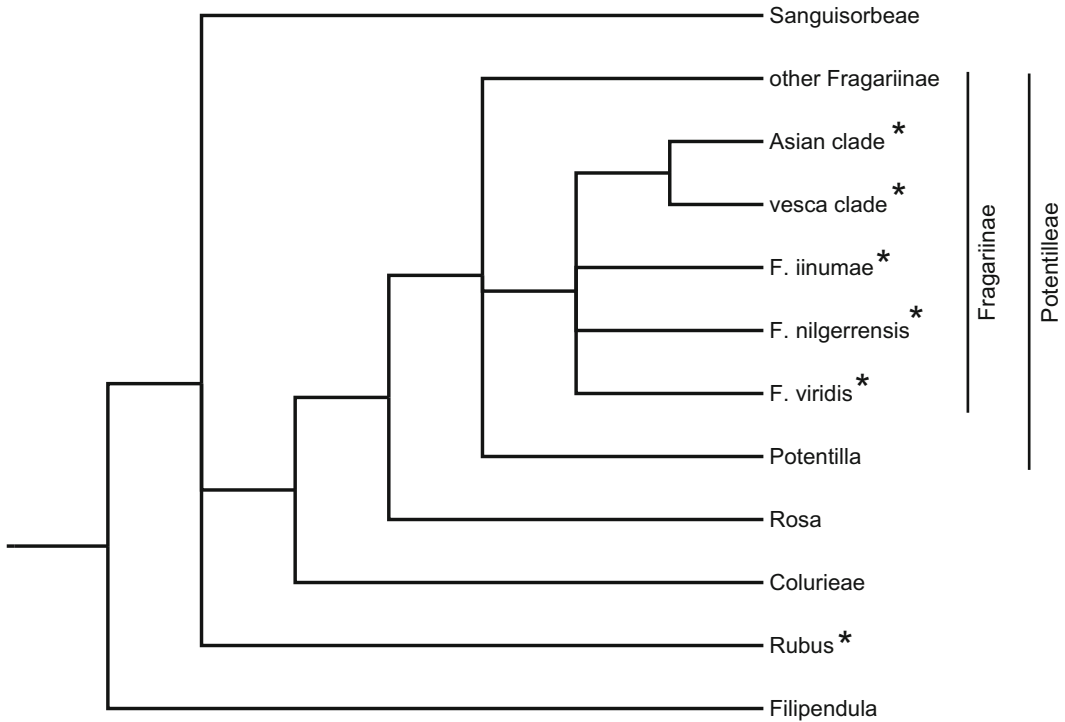 Sanguisorbeae
other Fragariinae
Asian clade *
vesca clade *
F. iinumae *
F. nilgerrensis *
F. viridis *
Potentilla
Rosa
Colurieae
Rubus *
Filipendula
Fragariinae
Potentilleae